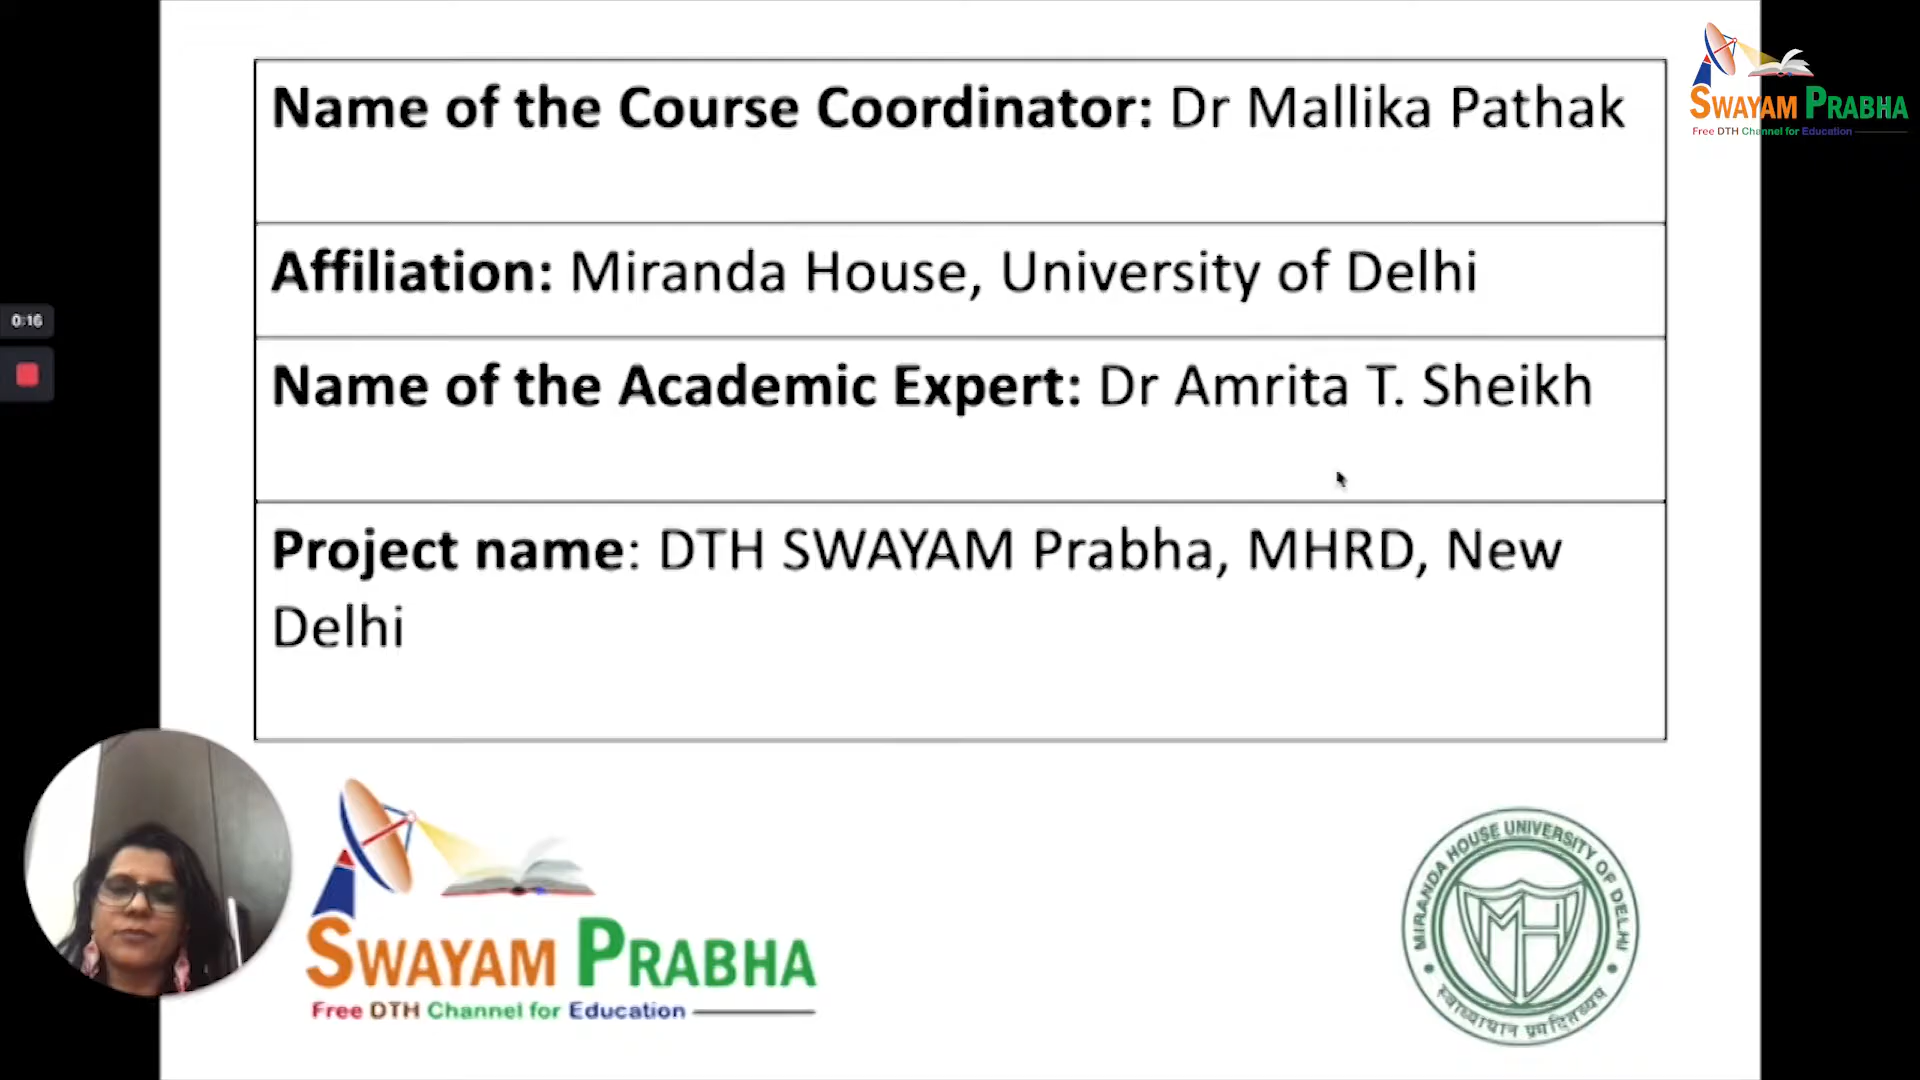 Name of the Course Coordinator: Dr Mallika Pathak
Affiliation: Miranda House, University of Delhi
Name of the Academic Expert: Dr Amrita T. Sheikh
Project name: DTH SWAYAM Prabha, MHRD, New
Delhi
SWAYAM PRABHA
Free DTH Channel for Education
0:16
SWAYAM PRABHA
Free DTH Channel for Education
MIRANDA HOUSE UNIVERSITY OF DELHI
MH